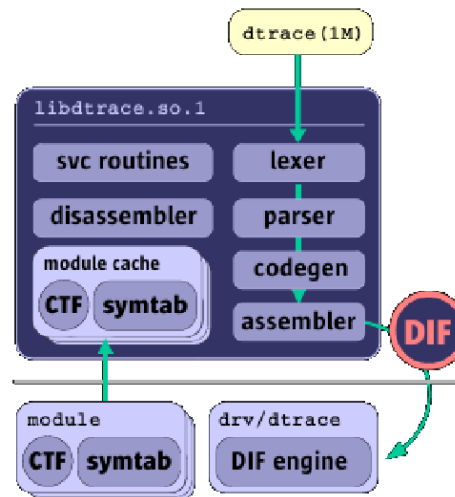 dtrace(1M)
libdtrace.so.1
svc routines
lexer
disassembler
parser
module cache
CTF symtab
codegen
assembler
DIF
module
CTF symtab
drv/dtrace
DIF engine